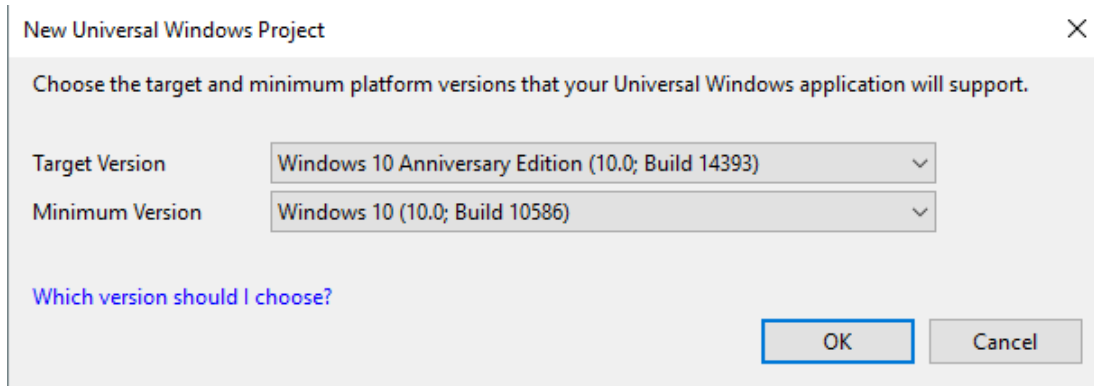 New Universal Windows Project
Choose the target and minimum platform versions that your Universal Windows application will support.
Target Version Windows 10 Anniversary Edition (10.0; Build 14393)
Minimum Version Windows 10 (10.0; Build 10586)
Which version should I choose?
OK Cancel